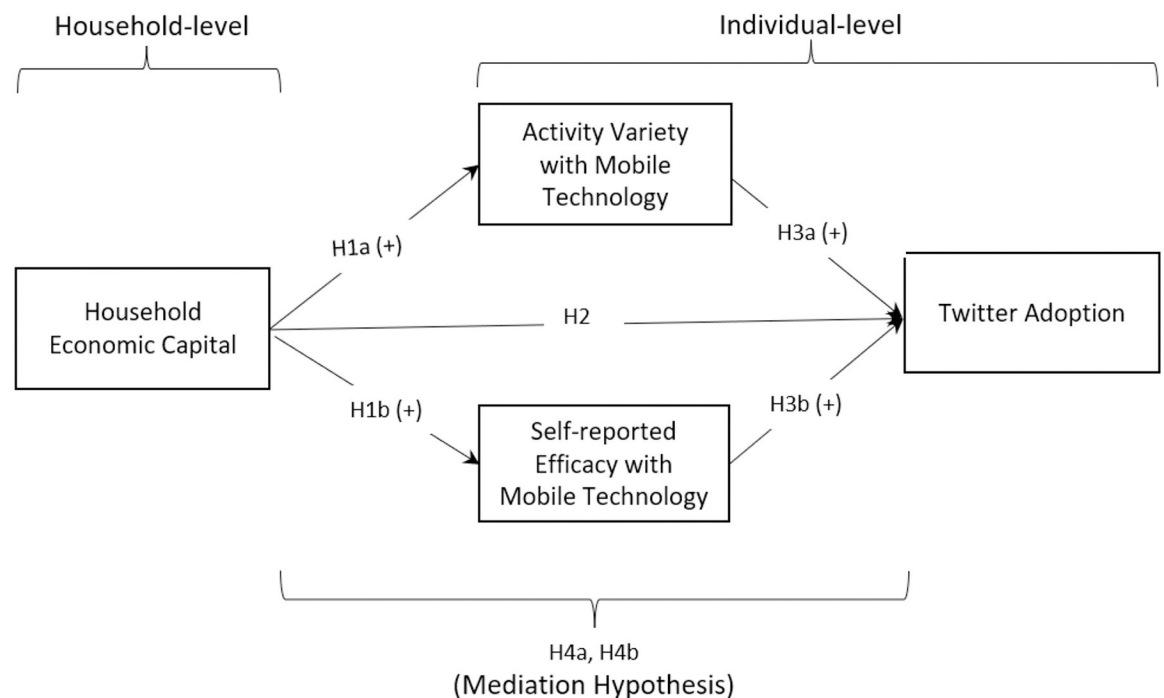 Household-level
Individual-level
Activity Variety
with Mobile
Technology
H1a (+)
H3a (+)
Household
Economic Capital
H2
Twitter Adoption
H1b (+)
H3b (+)
Self-reported
Efficacy with
Mobile Technology
H4a, H4b
(Mediation Hypothesis)